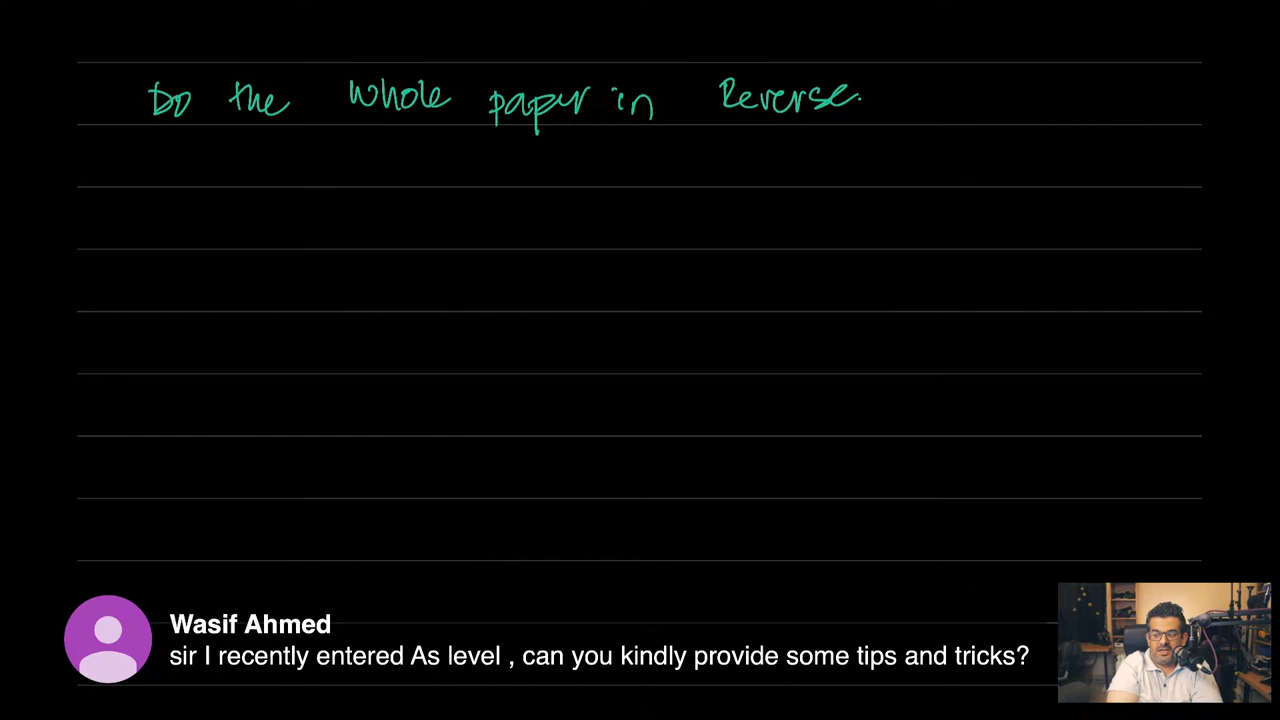 Do the whole paper in Reverse.
Wasif Ahmed
sir I recently entered As level , can you kindly provide some tips and tricks?